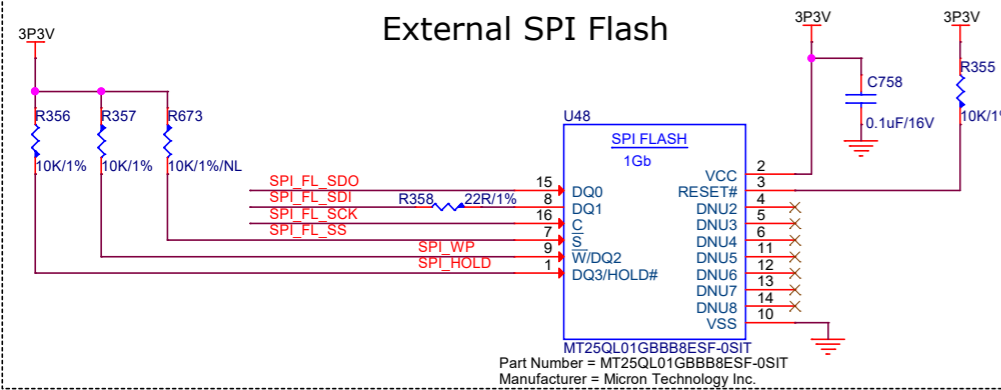 External SPI Flash
3P3V
3P3V
3P3V
R356
R357
R673
10K/1%
10K/1%
10K/1%/NL
C758
0.1uF/16V
R355
10K/1%
U48
SPI FLASH
1Gb
SPI_FL_SDO
15
DQ0
SPI_FL_SDI
R358
22R/1%
8
DQ1
SPI_FL_SCK
16
C
SPI_FL_SS
7
S
SPI_WP
9
W/DQ2
SPI_HOLD
1
DQ3/HOLD#
VCC
2
RESET#
3
DNU2
4
DNU3
5
DNU4
6
DNU5
11
DNU6
12
DNU7
13
DNU8
14
VSS
10
MT25QL01GBBB8ESF-0SIT
Part Number = MT25QL01GBBB8ESF-0SIT
Manufacturer = Micron Technology Inc.